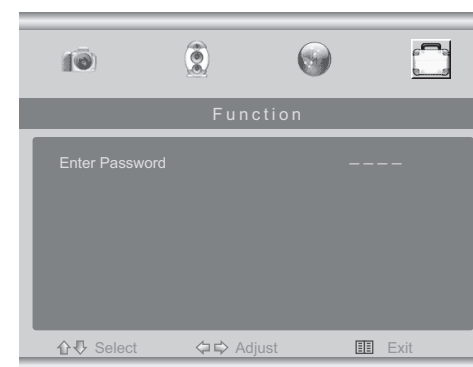 Function
Enter Password – – – –
Select Adjust Exit